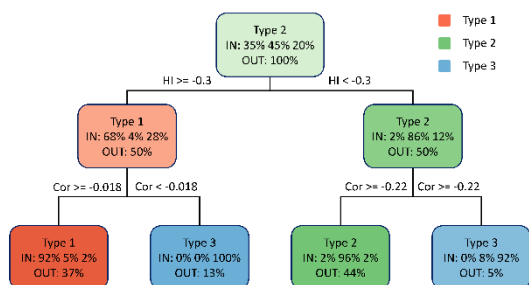 Type 2
IN: 35% 45% 20%
OUT: 100%
Type 1
Type 2
Type 3
HI >= -0.3
HI < -0.3
Type 1
IN: 68% 4% 28%
OUT: 50%
Type 2
IN: 2% 86% 12%
OUT: 50%
Cor >= -0.018
Cor < -0.018
Cor >= -0.22
Cor >= -0.22
Type 1
IN: 92% 5% 2%
OUT: 37%
Type 3
IN: 0% 0% 100%
OUT: 13%
Type 2
IN: 2% 96% 2%
OUT: 44%
Type 3
IN: 0% 8% 92%
OUT: 5%